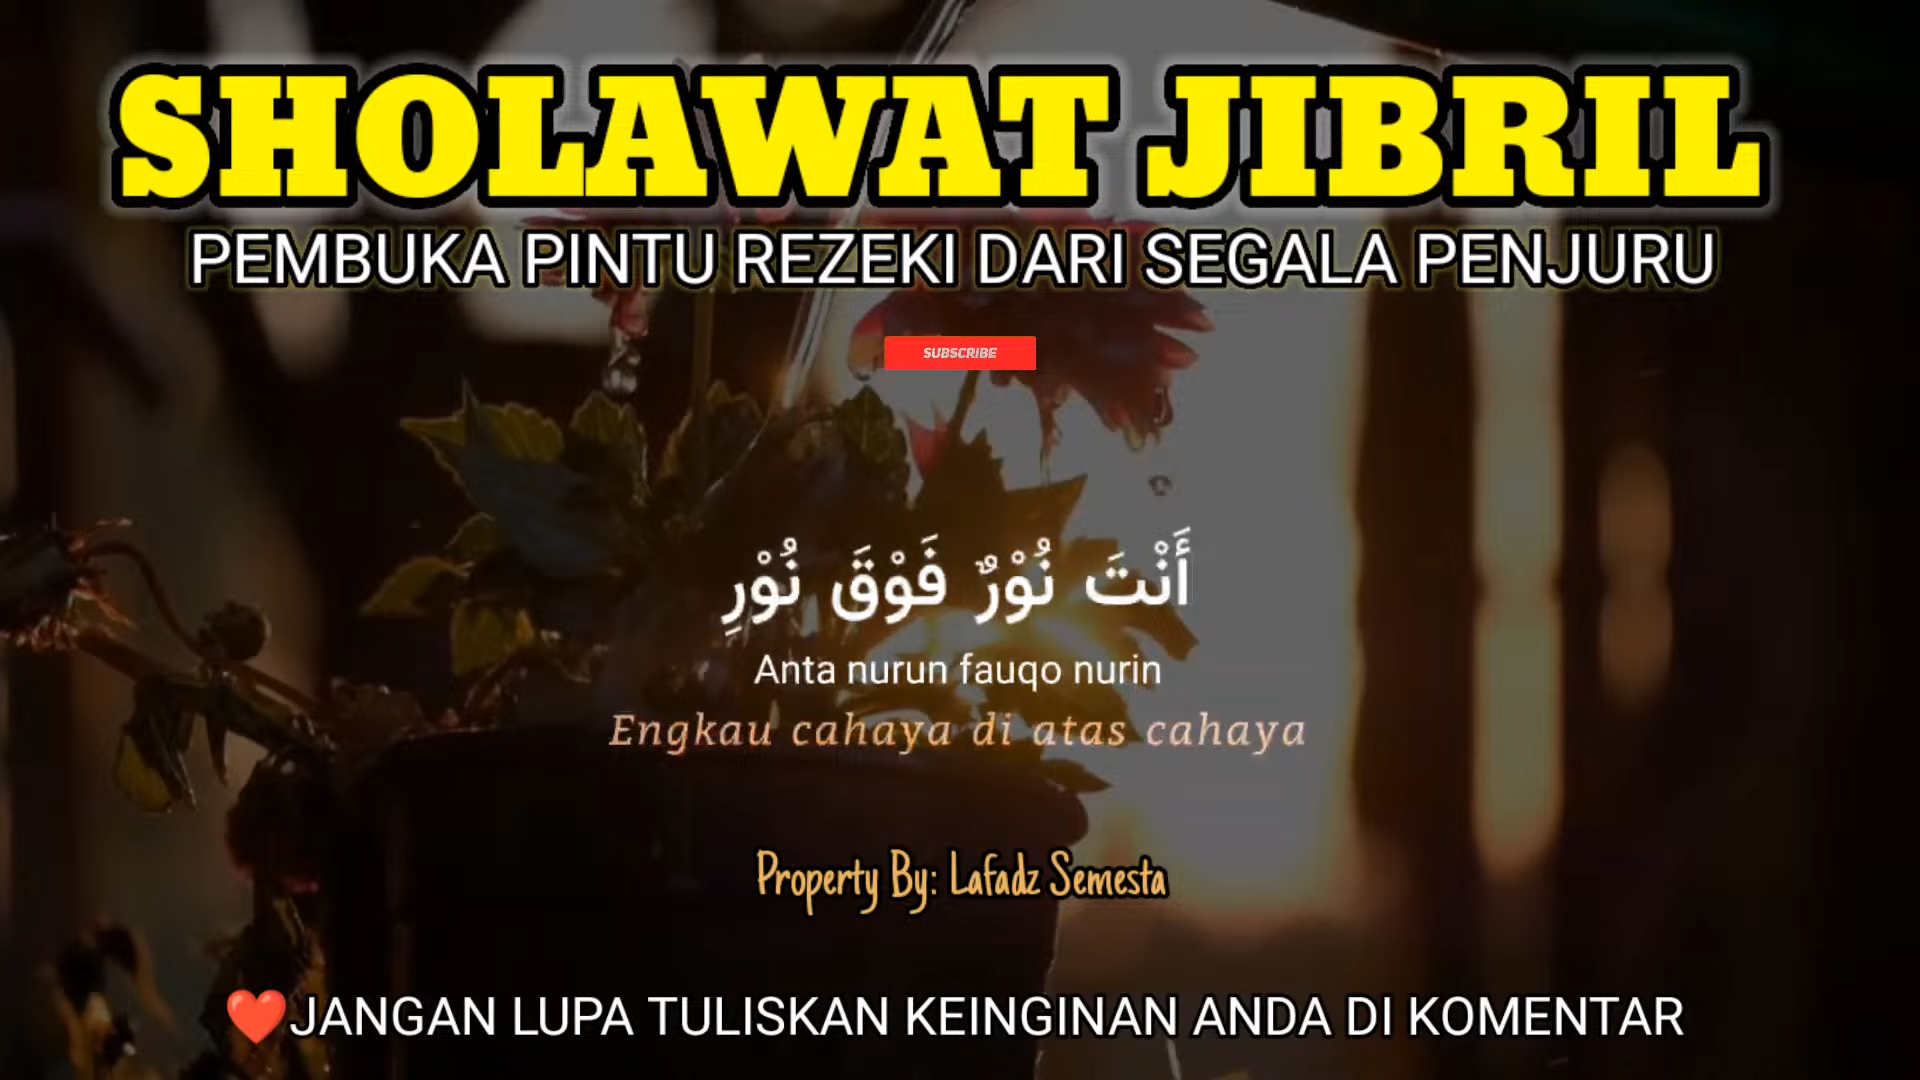 SHOLAWAT JIBRIL
PEMBUKA PINTU REZEKI DARI SEGALA PENJURU
SUBSCRIBE
أَنْتَ نُوْرٌ فَوْقَ نُوْرِ
Anta nurun fauqo nurin
Engkau cahaya di atas cahaya
Property By: Lafadz Semesta
❤️JANGAN LUPA TULISKAN KEINGINAN ANDA DI KOMENTAR